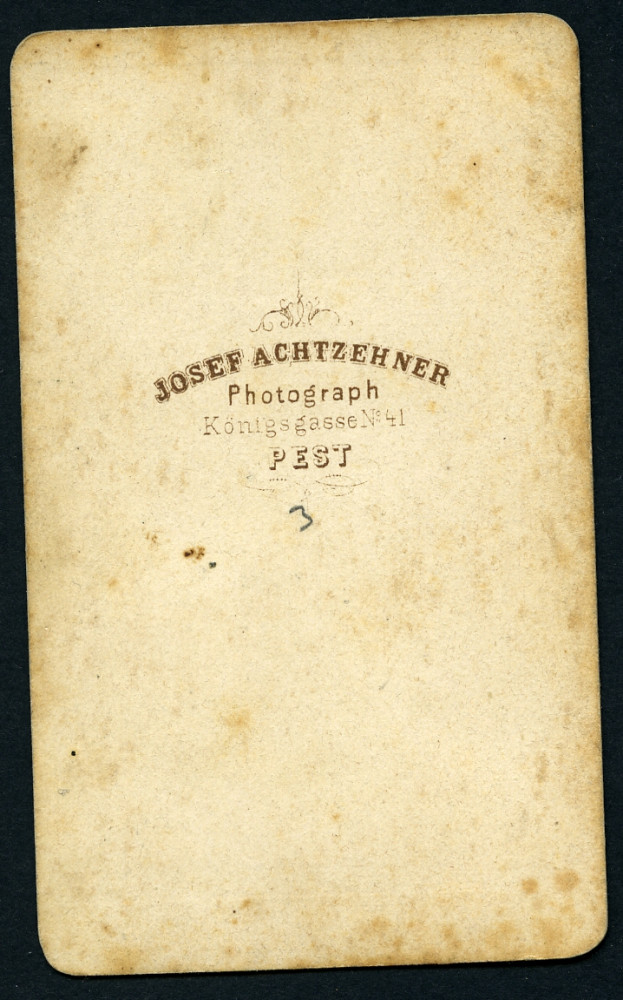 JOSEF ACHTZEHNER
Photograph
Königsgasse No 41
PEST
3